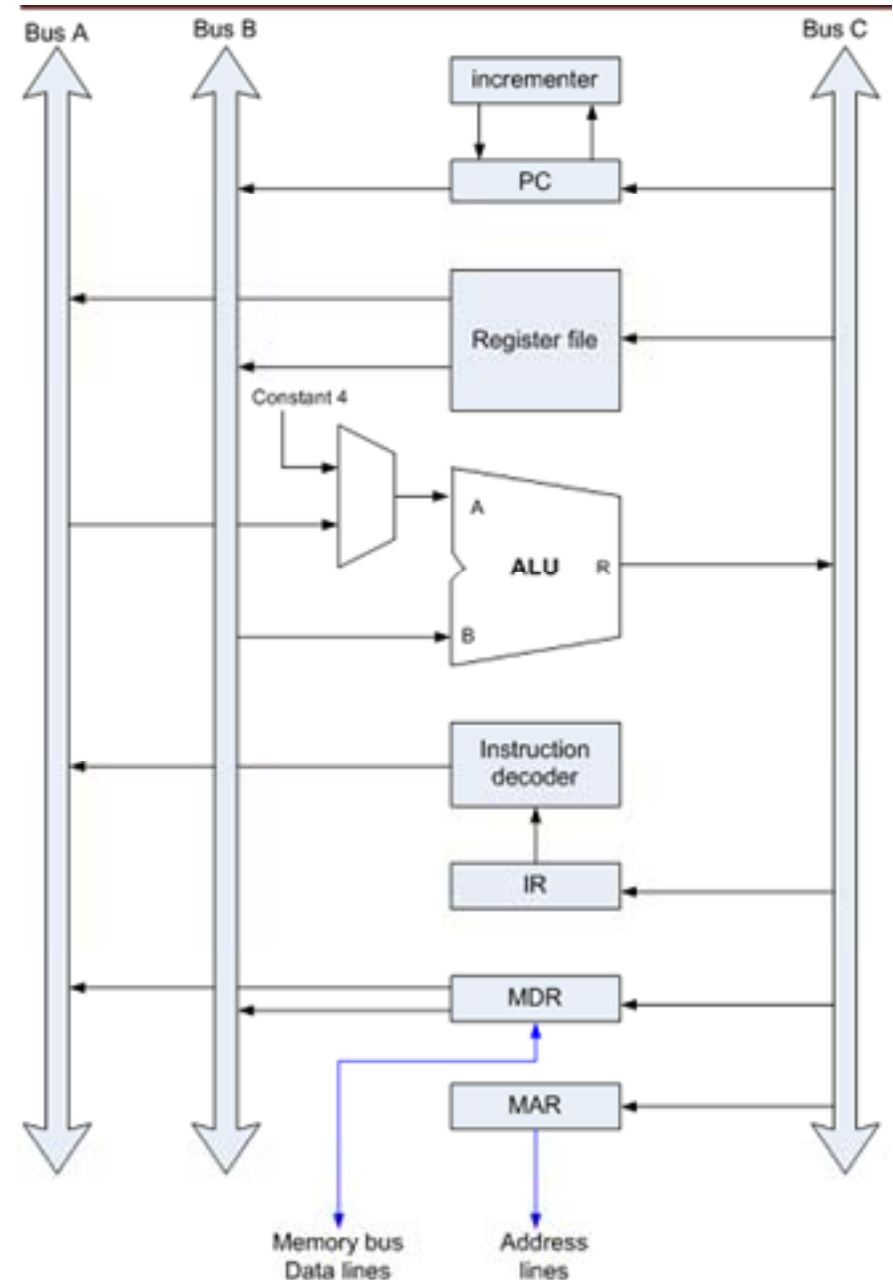 Bus A
Bus B
Bus C
incrementer
PC
Register file
Constant 4
A
ALU
R
B
Instruction
decoder
IR
MDR
MAR
Memory bus
Data lines
Address
lines